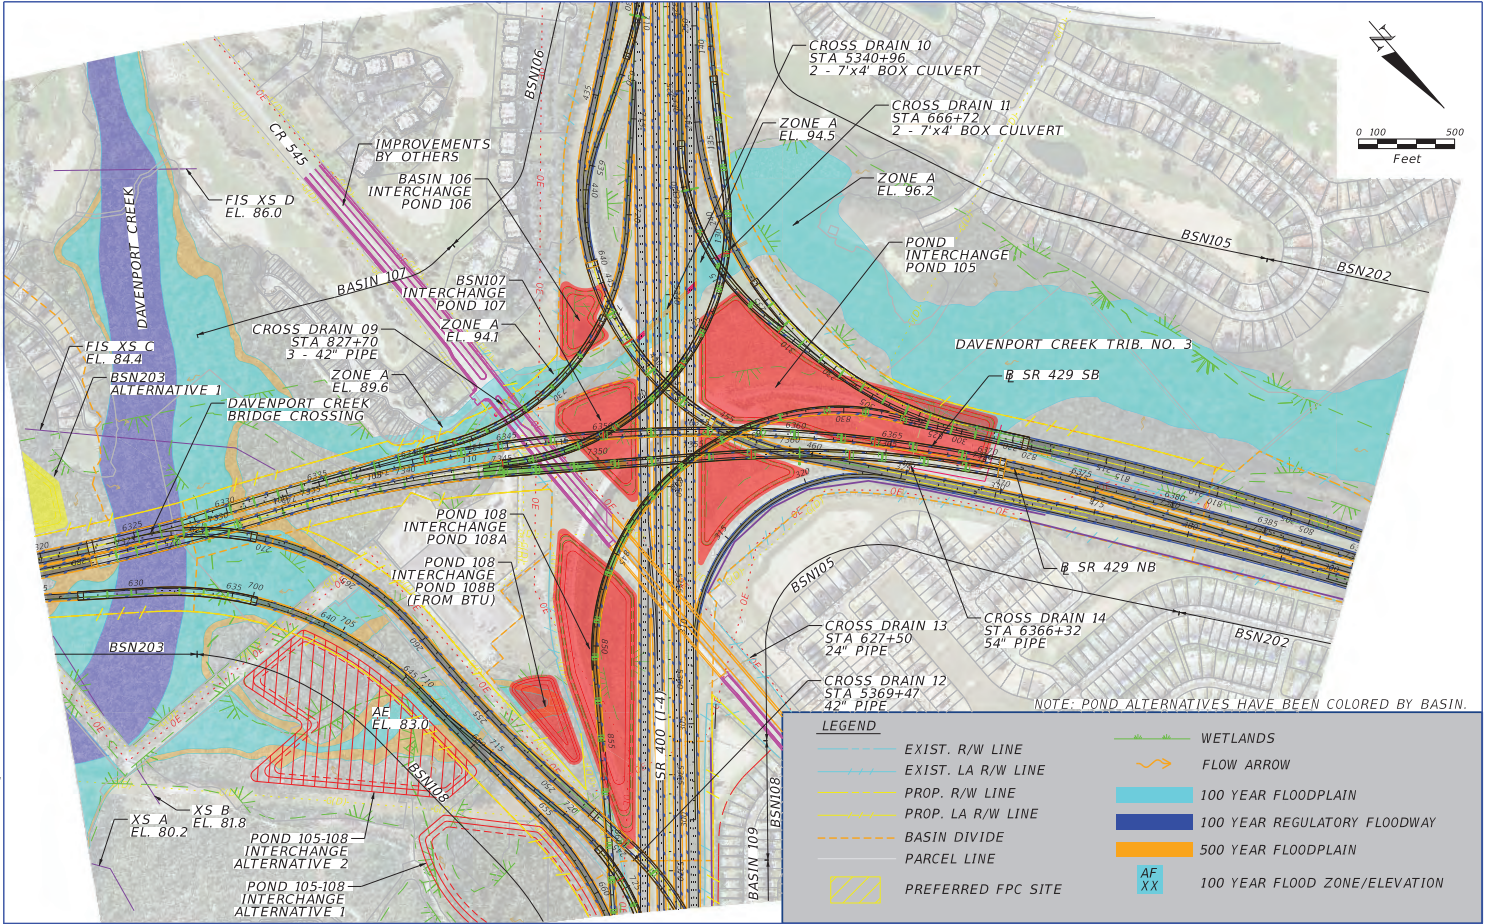 CROSS DRAIN 10
STA 5340+96
2 - 7'x4' BOX CULVERT
CROSS DRAIN 11
STA 666+72
2 - 7'x4' BOX CULVERT
ZONE A
EL. 94.5
ZONE A
EL. 96.2
N
0 100 500
Feet
BSN106
CR 545
IMPROVEMENTS
BY OTHERS
BASIN 106
INTERCHANGE
POND 106
FIS XS D
EL. 86.0
DAVENPORT CREEK
BASIN 107
POND
INTERCHANGE
POND 105
BSN105
BSN202
BSN107
INTERCHANGE
POND 107
ZONE A
EL. 94.1
CROSS DRAIN 09
STA 827+70
3 - 42" PIPE
ZONE A
EL. 89.6
FIS XS C
EL. 84.4
BSN203
ALTERNATIVE 1
DAVENPORT CREEK
BRIDGE CROSSING
DAVENPORT CREEK TRIB. NO. 3
B SR 429 SB
POND 108
INTERCHANGE
POND 108A
POND 108
INTERCHANGE
POND 108B
(FROM BTU)
B SR 429 NB
BSN105
CROSS DRAIN 14
STA 6366+32
54" PIPE
CROSS DRAIN 13
STA 627+50
24" PIPE
BSN202
CROSS DRAIN 12
STA 5369+47
42" PIPE
BSN203
AE
EL. 83.0
BSN108
SR 400 (I-4)
XS B
EL. 81.8
XS A
EL. 80.2
POND 105-108
INTERCHANGE
ALTERNATIVE 2
POND 105-108
INTERCHANGE
ALTERNATIVE 1
BASIN 109
BSN108
NOTE: POND ALTERNATIVES HAVE BEEN COLORED BY BASIN.
LEGEND
EXIST. R/W LINE
EXIST. LA R/W LINE
PROP. R/W LINE
PROP. LA R/W LINE
BASIN DIVIDE
PARCEL LINE
PREFERRED FPC SITE
WETLANDS
FLOW ARROW
100 YEAR FLOODPLAIN
100 YEAR REGULATORY FLOODWAY
500 YEAR FLOODPLAIN
AF
XX
100 YEAR FLOOD ZONE/ELEVATION